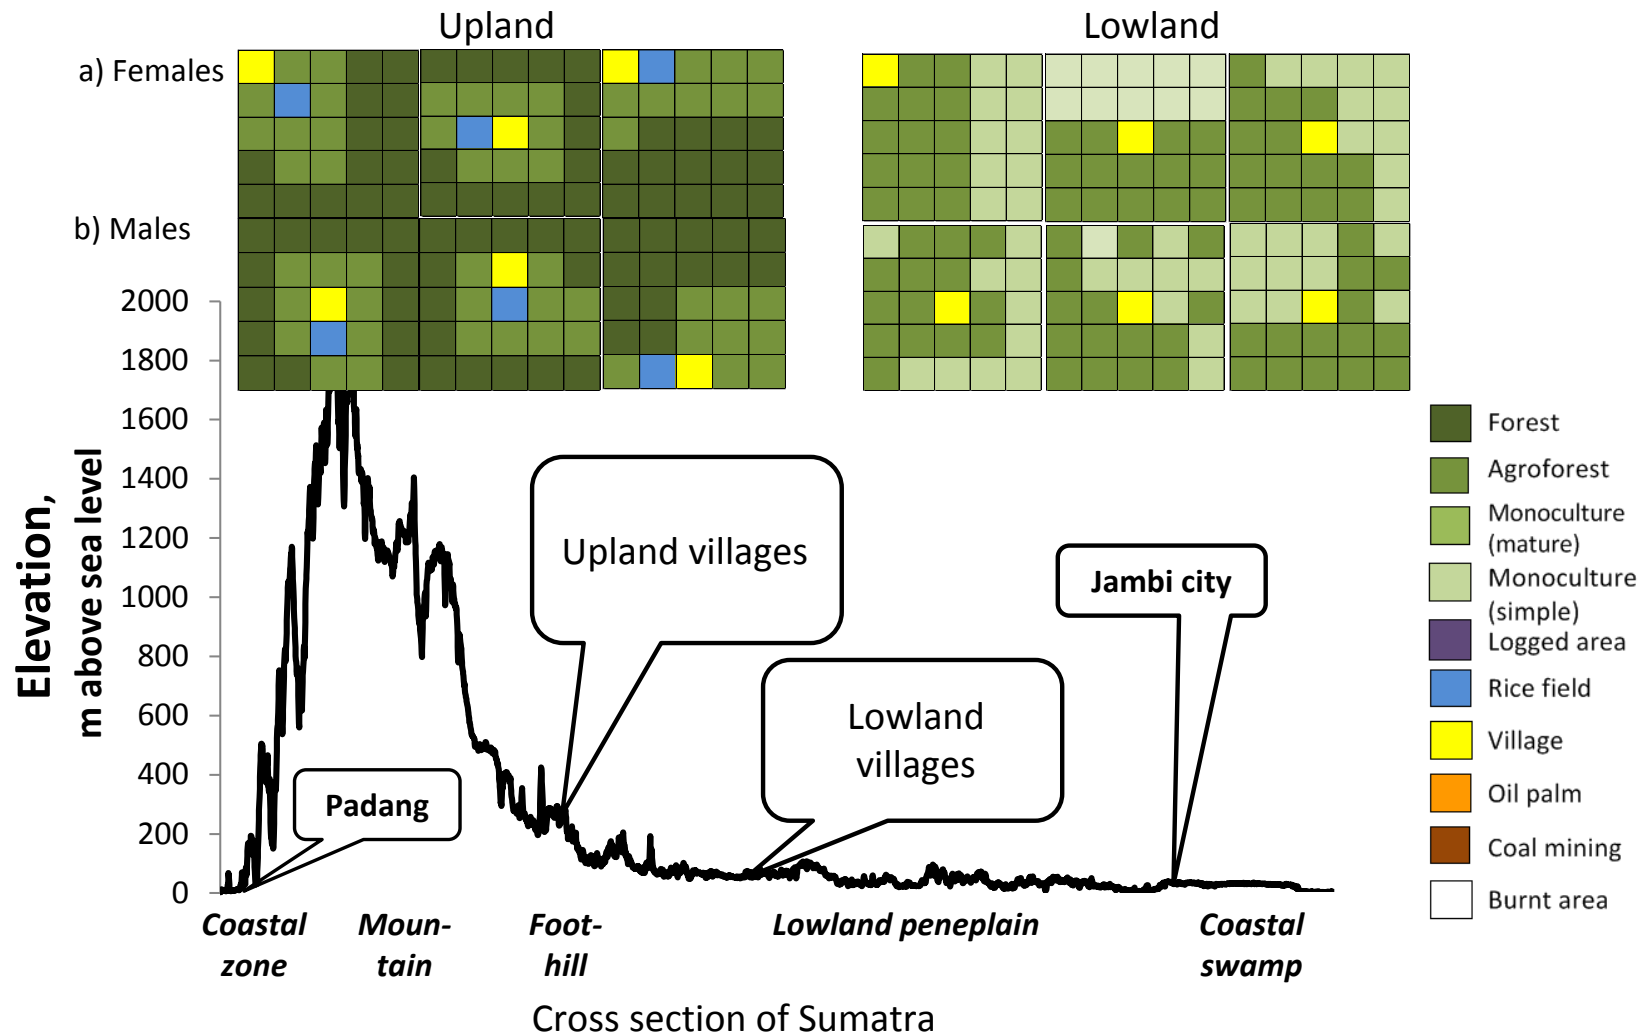 Upland
Lowland
a) Females
b) Males
2000
1800
1600
1400
1200
1000
800
600
400
200
0
Elevation,
m above sea level
Upland villages
Lowland
villages
Jambi city
Padang
Forest
Agroforest
Monoculture
(mature)
Monoculture
(simple)
Logged area
Rice field
Village
Oil palm
Coal mining
Burnt area
Coastal
zone
Moun-
tain
Foot-
hill
Lowland peneplain
Coastal
swamp
Cross section of Sumatra